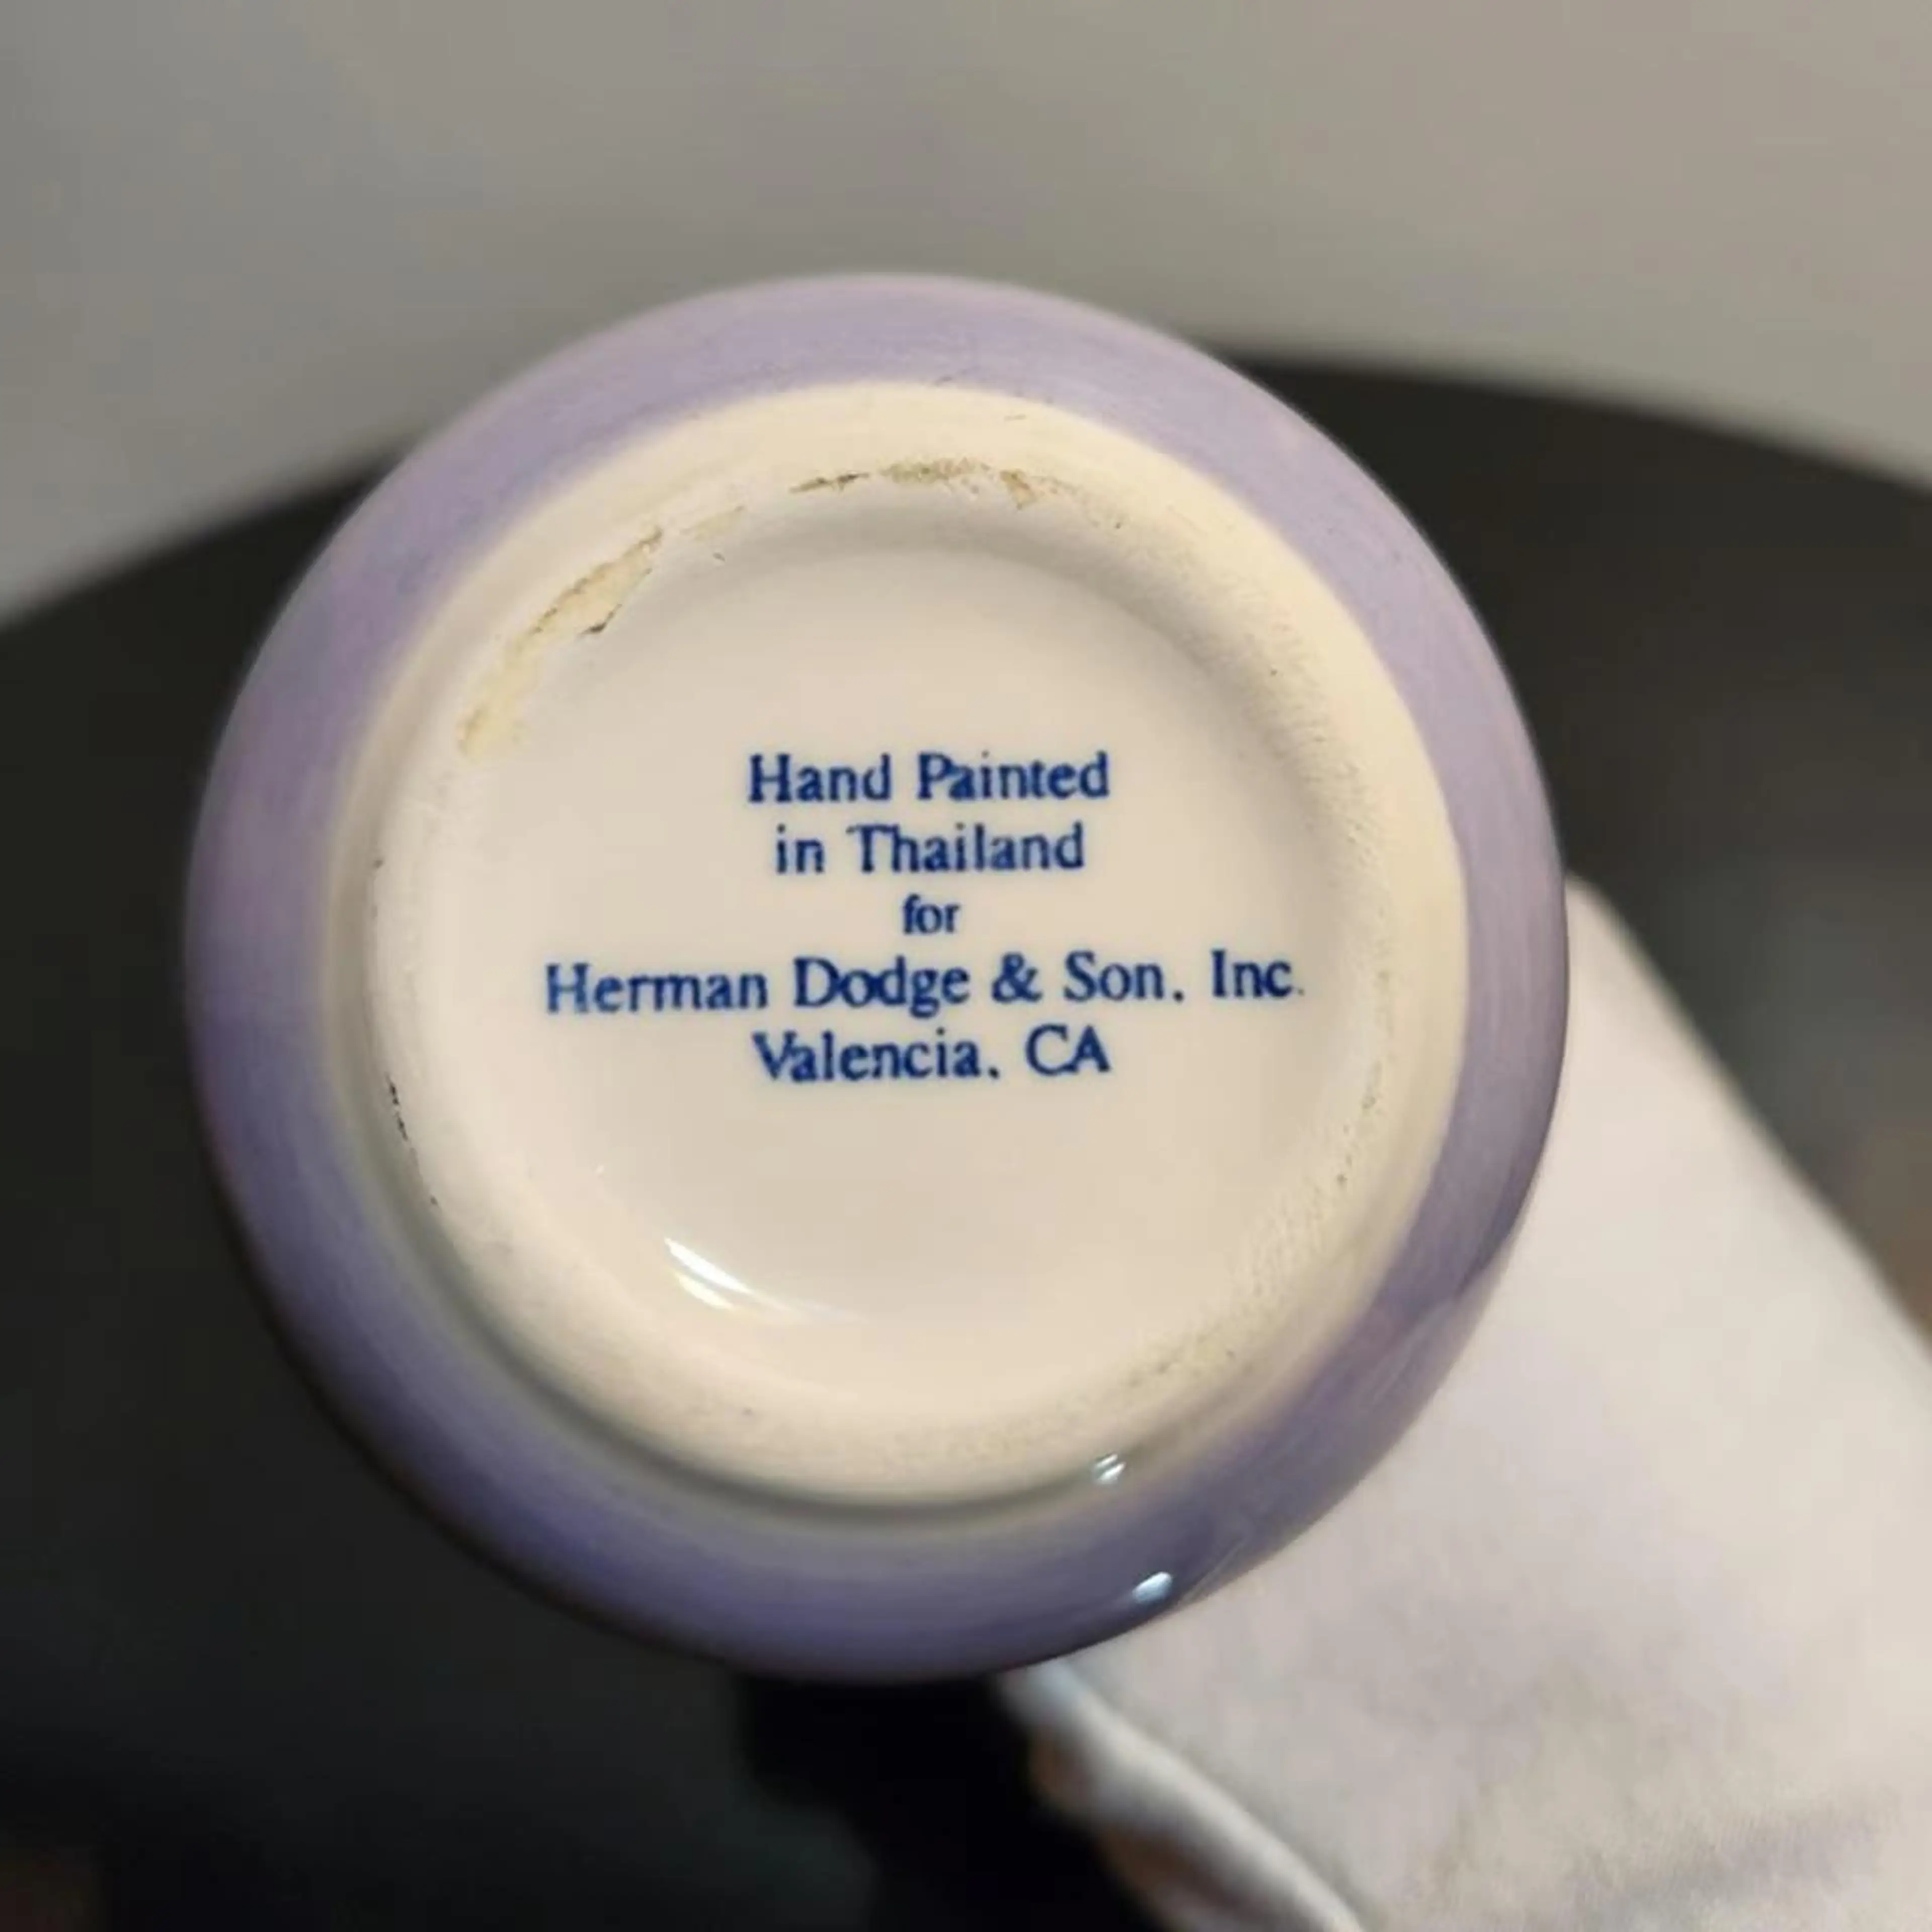 Hand Painted
in Thailand
for
Herman Dodge & Son, Inc.
Valencia, CA